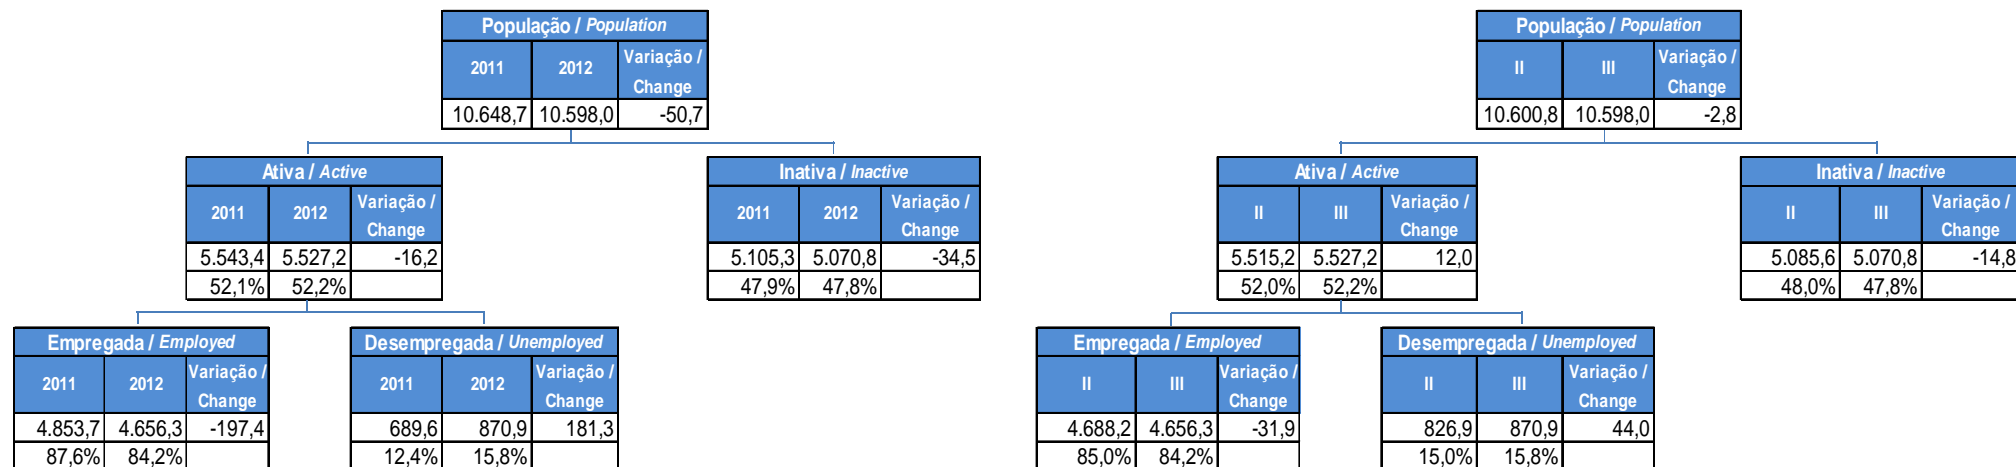 População / Population
2011 2012 Variação / Change
10.648,7 10.598,0 -50,7
Ativa / Active
2011 2012 Variação / Change
5.543,4 5.527,2 -16,2
52,1% 52,2%
Inativa / Inactive
2011 2012 Variação / Change
5.105,3 5.070,8 -34,5
47,9% 47,8%
Empregada / Employed
2011 2012 Variação / Change
4.853,7 4.656,3 -197,4
87,6% 84,2%
Desempregada / Unemployed
2011 2012 Variação / Change
689,6 870,9 181,3
12,4% 15,8%
População / Population
II III Variação / Change
10.600,8 10.598,0 -2,8
Ativa / Active
II III Variação / Change
5.515,2 5.527,2 12,0
52,0% 52,2%
Inativa / Inactive
II III Variação / Change
5.085,6 5.070,8 -14,8
48,0% 47,8%
Empregada / Employed
II III Variação / Change
4.688,2 4.656,3 -31,9
85,0% 84,2%
Desempregada / Unemployed
II III Variação / Change
826,9 870,9 44,0
15,0% 15,8%